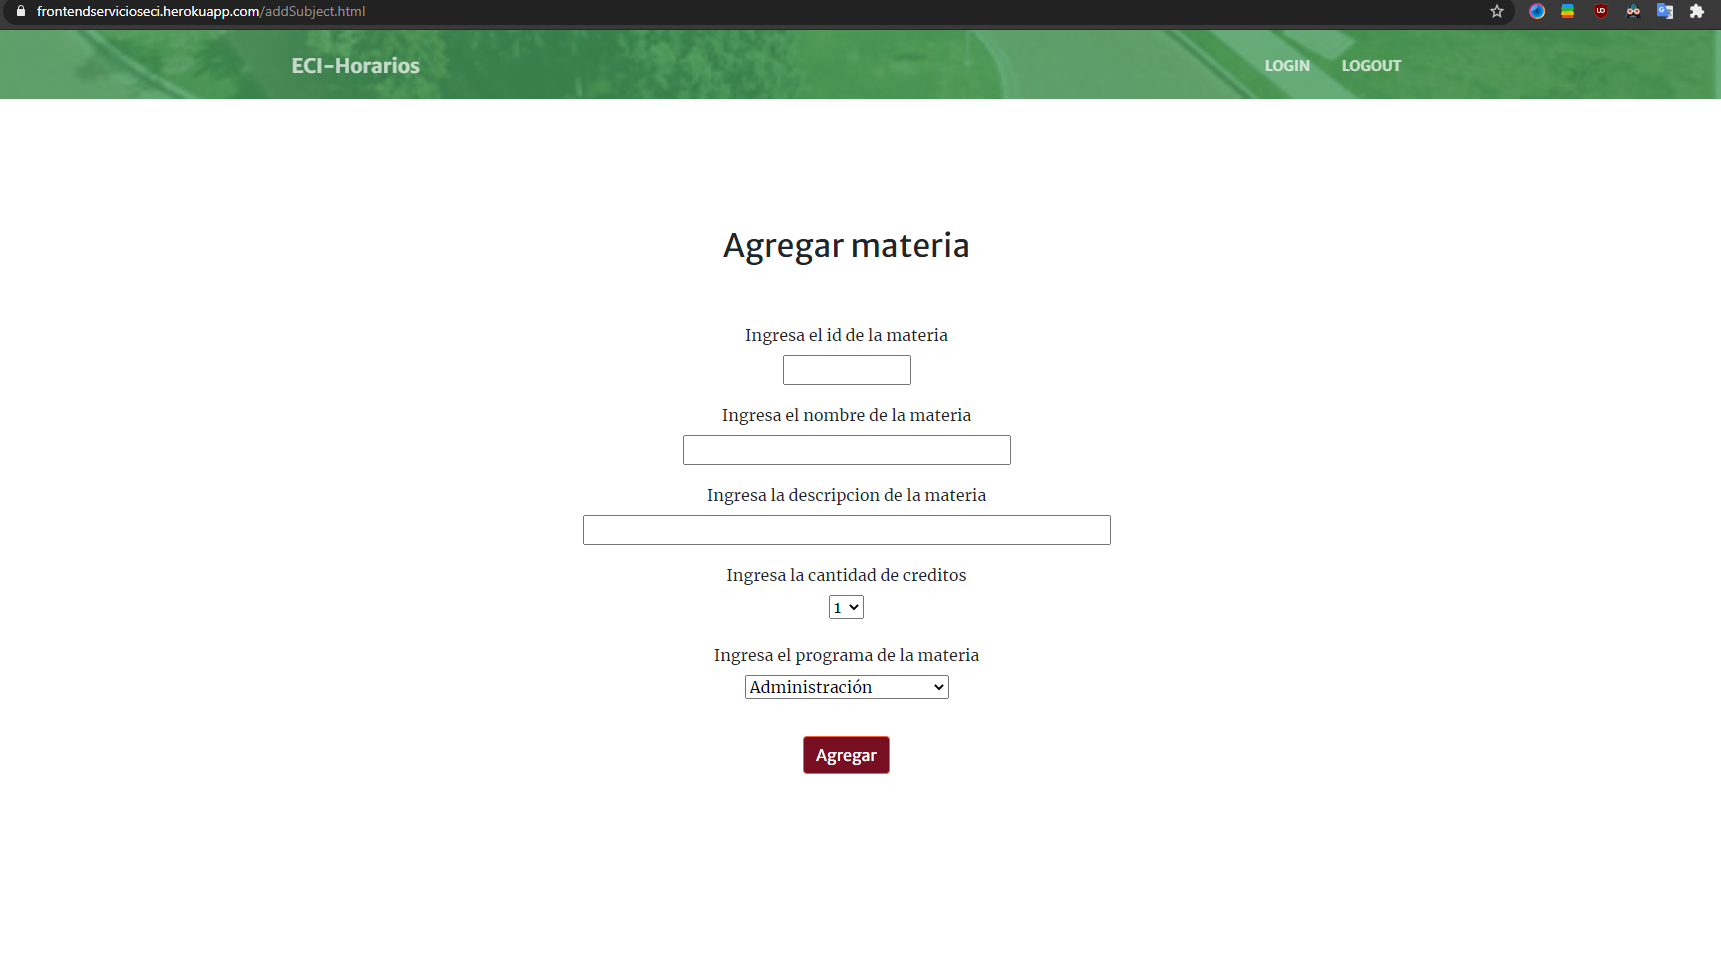 frontendservicioseci.herokuapp.com/addSubject.html
ECI-Horarios
LOGIN
LOGOUT
Agregar materia
Ingresa el id de la materia
Ingresa el nombre de la materia
Ingresa la descripcion de la materia
Ingresa la cantidad de creditos
1
Ingresa el programa de la materia
Administración
Agregar